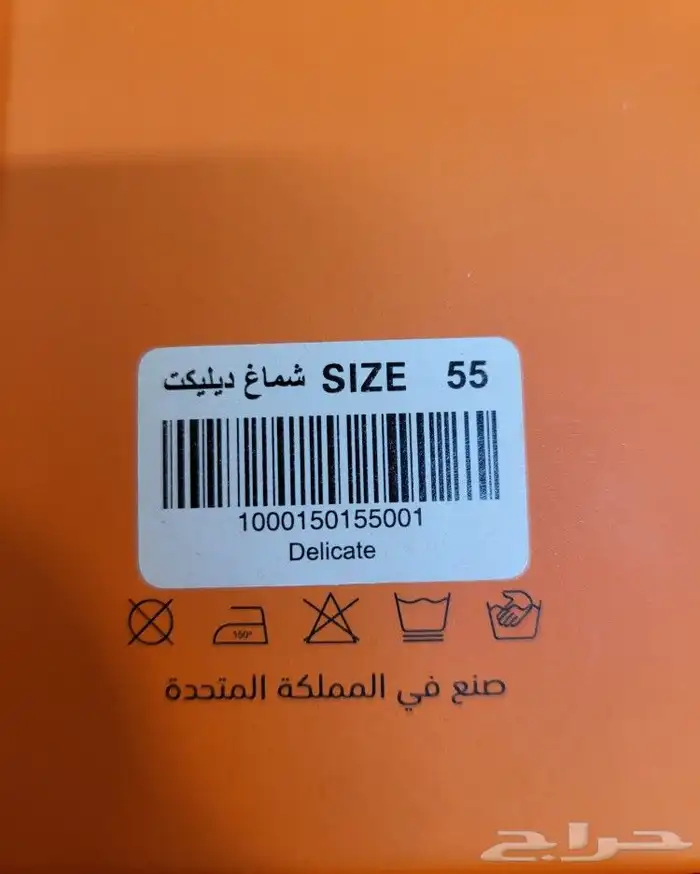 شماغ ديليكت SIZE 55
1000150155001
Delicate
150°
صنع في المملكة المتحدة
حراج